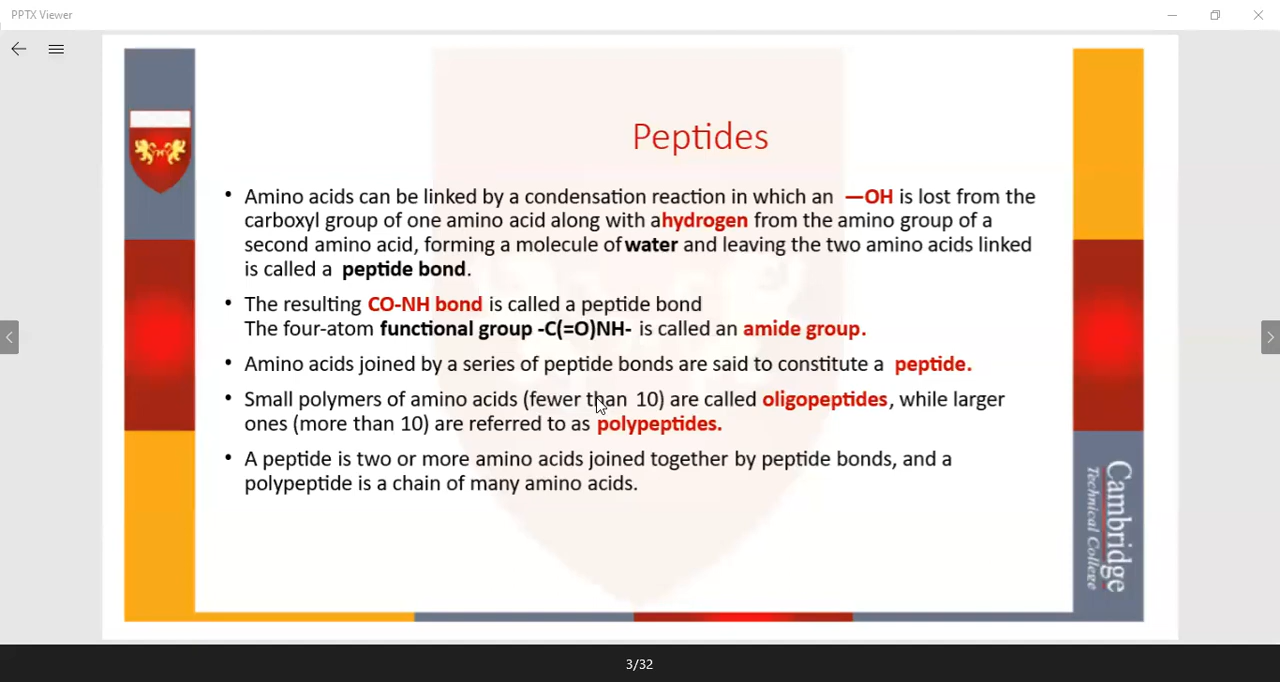 PPTX Viewer
Peptides
• Amino acids can be linked by a condensation reaction in which an —OH is lost from the
carboxyl group of one amino acid along with a hydrogen from the amino group of a
second amino acid, forming a molecule of water and leaving the two amino acids linked
is called a peptide bond.
• The resulting CO-NH bond is called a peptide bond
The four-atom functional group -C(=O)NH- is called an amide group.
• Amino acids joined by a series of peptide bonds are said to constitute a peptide.
• Small polymers of amino acids (fewer than 10) are called oligopeptides, while larger
ones (more than 10) are referred to as polypeptides.
• A peptide is two or more amino acids joined together by peptide bonds, and a
polypeptide is a chain of many amino acids.
Cambridge
Technical College
3/32